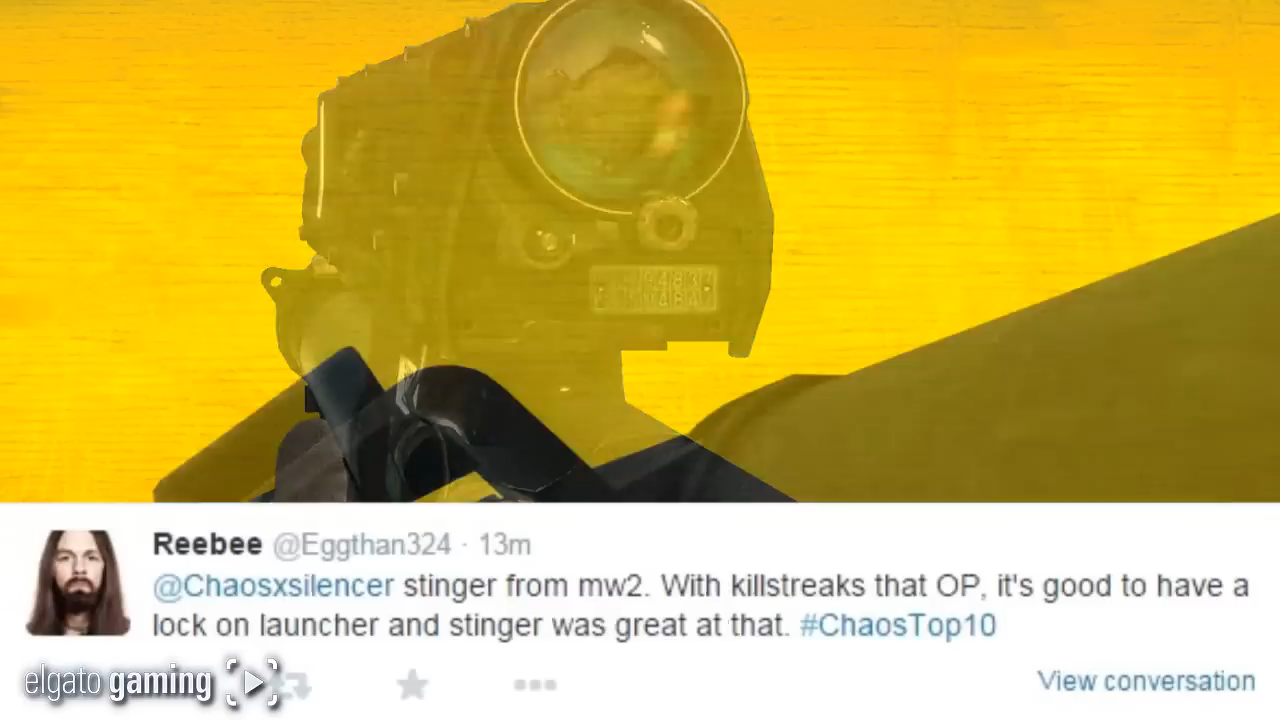 Reebee @Eggthan324 · 13m
@Chaosxsilencer stinger from mw2. With killstreaks that OP, it's good to have a
lock on launcher and stinger was great at that. #ChaosTop10
elgato gaming
View conversation